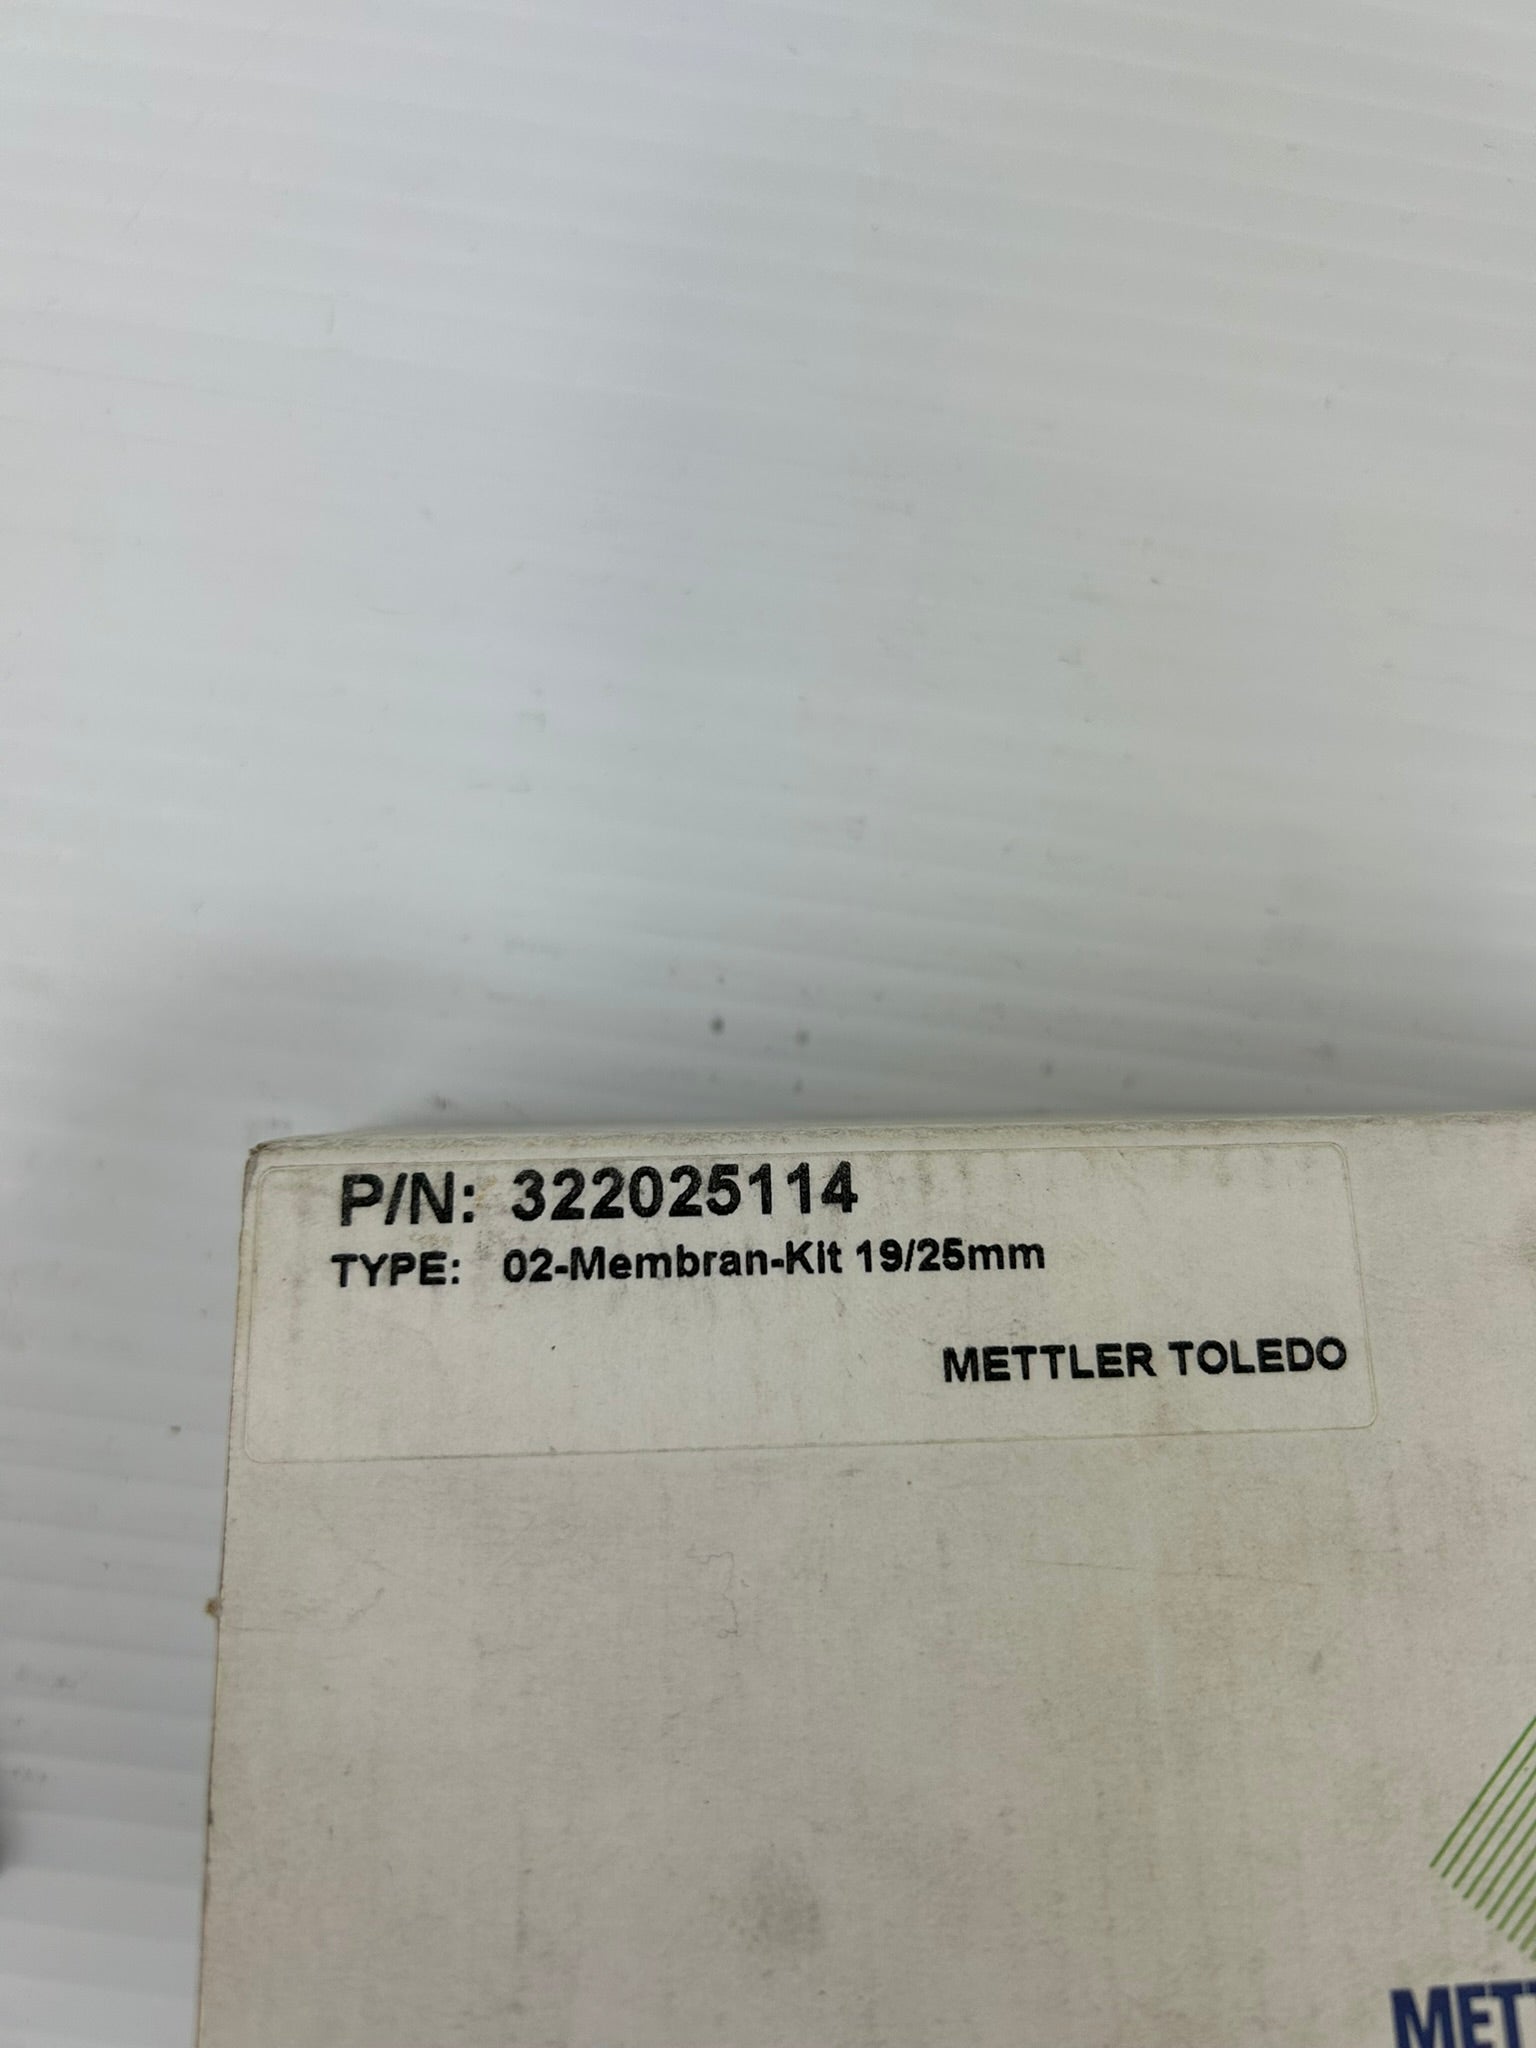 P/N: 322025114
TYPE: 02-Membran-Kit 19/25mm
METTLER TOLEDO